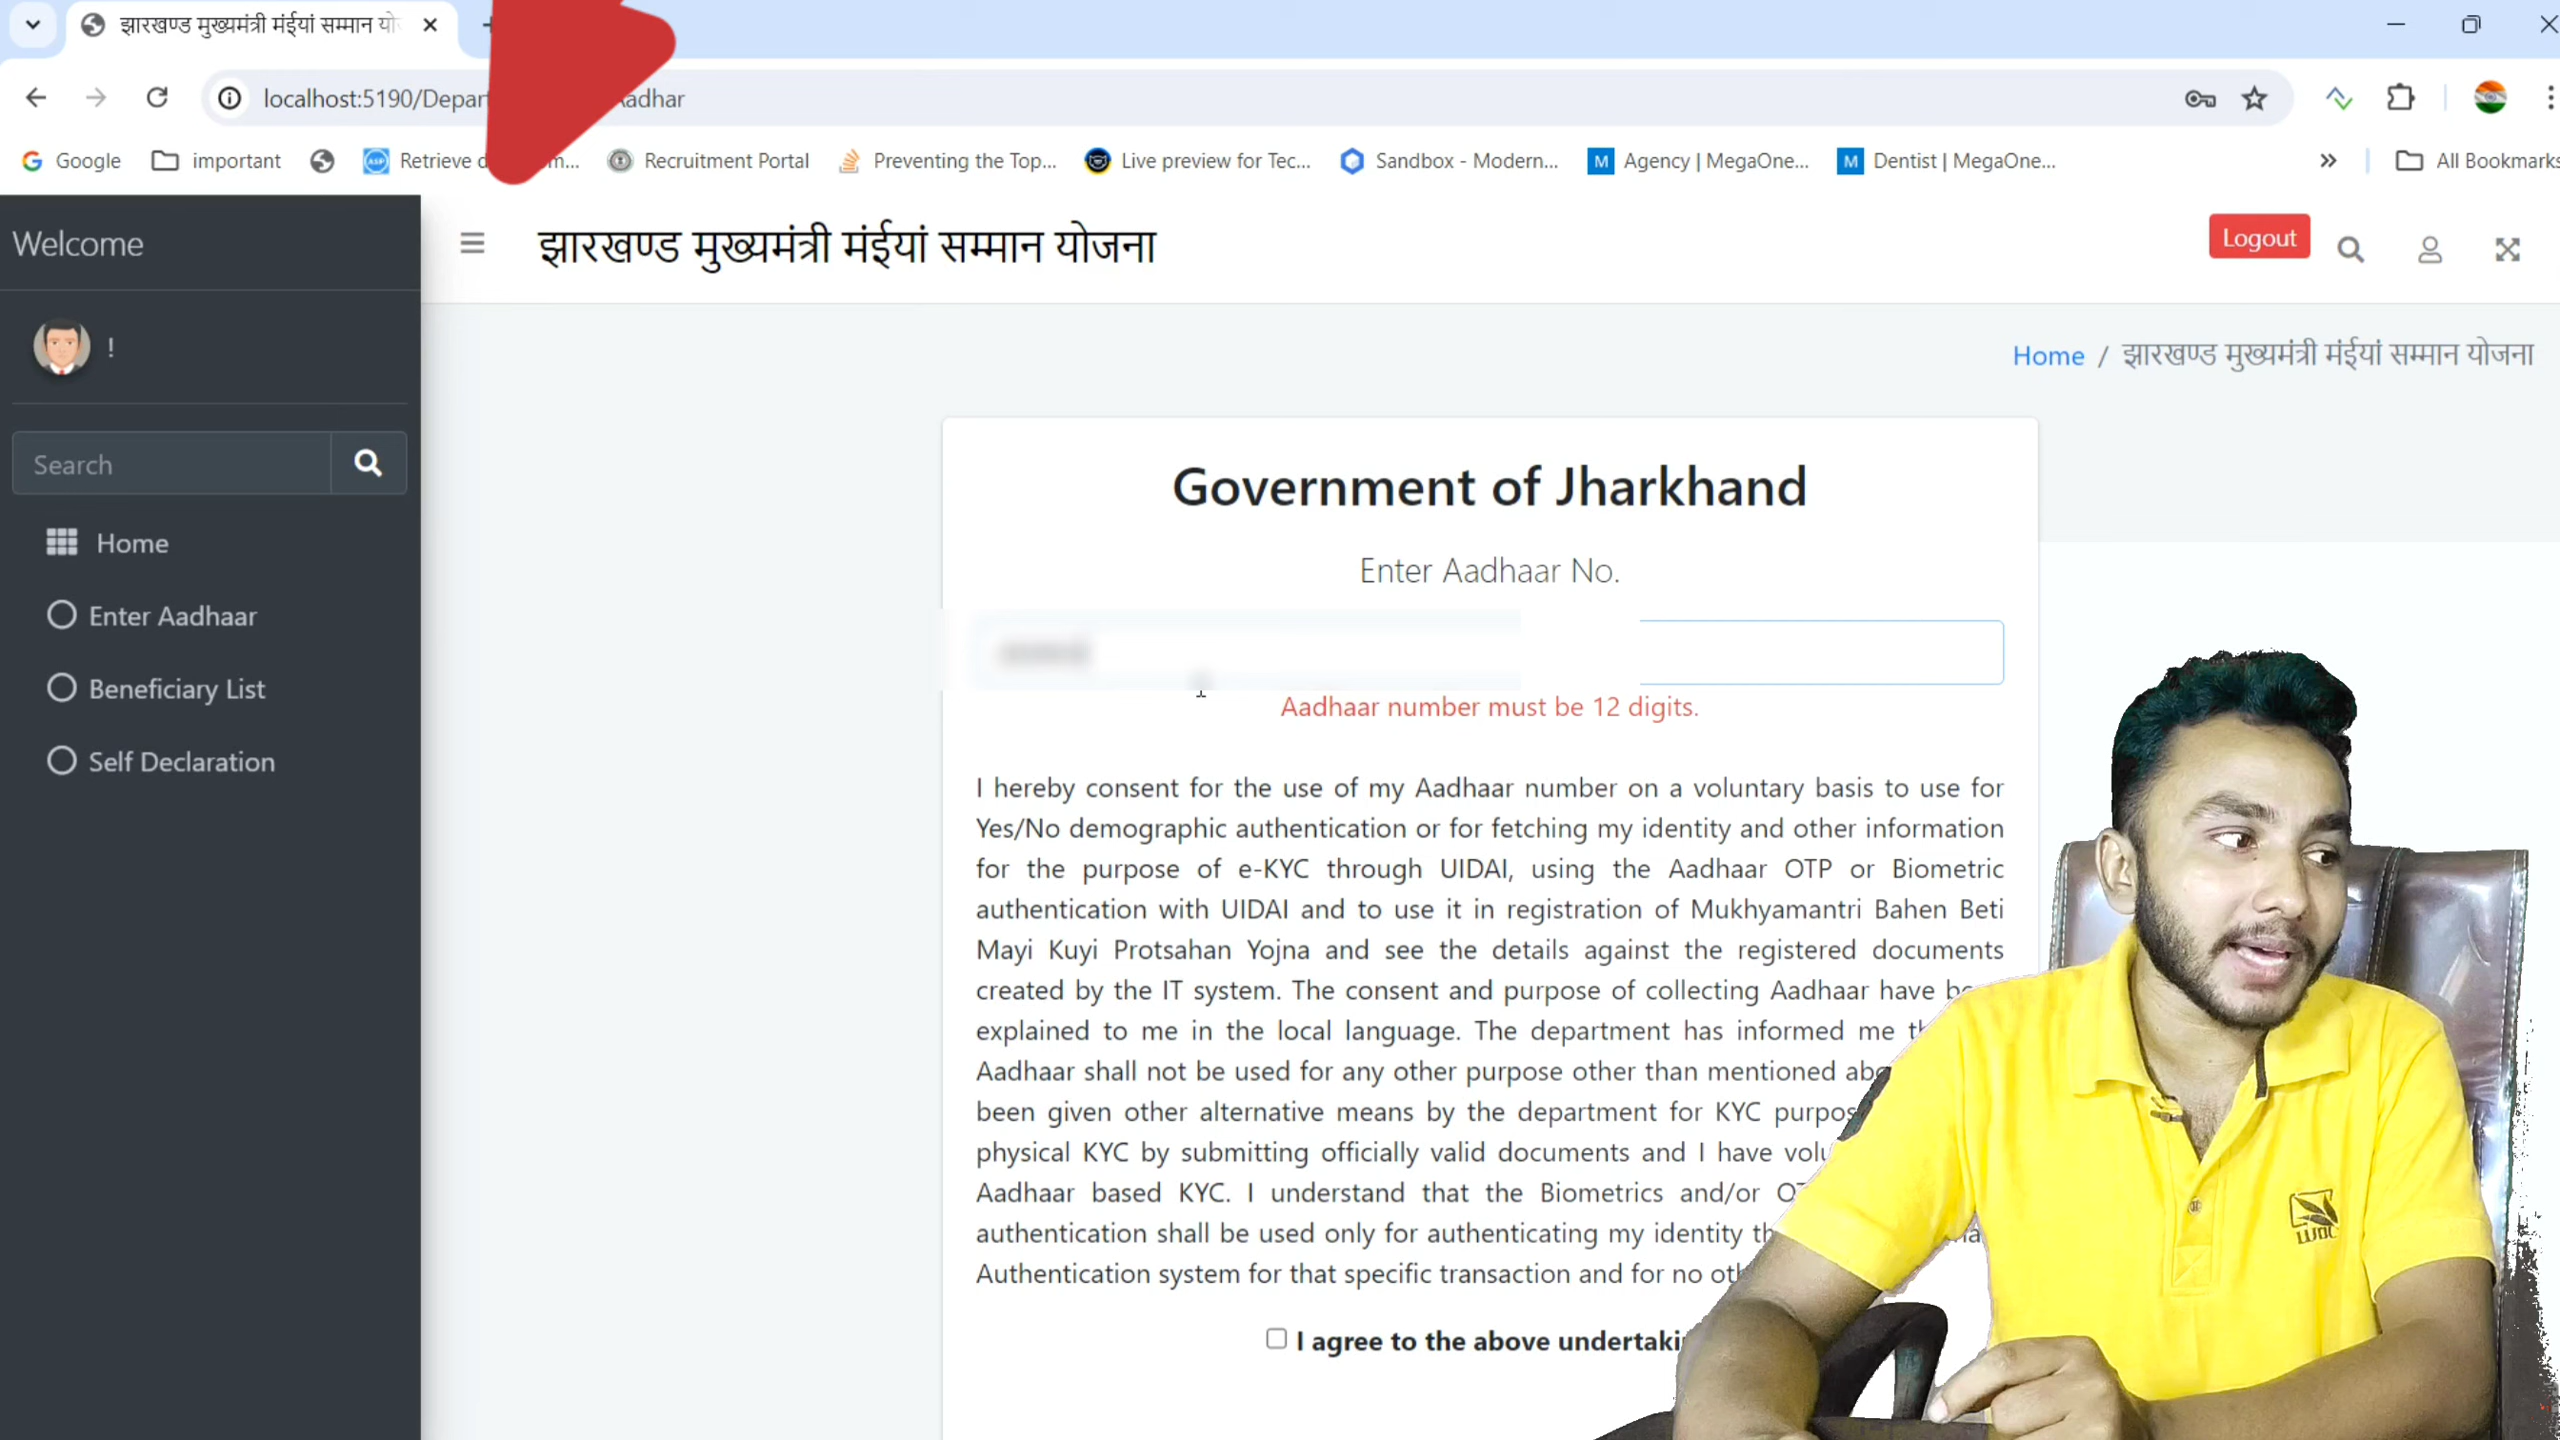 झारखण्ड मुख्यमंत्री मंईयां सम्मान यो
localhost:5190/Depar adhar
Google important Retrieve d m... Recruitment Portal Preventing the Top... Live preview for Tec... Sandbox - Modern... Agency | MegaOne... Dentist | MegaOne... All Bookmarks
Welcome
झारखण्ड मुख्यमंत्री मंईयां सम्मान योजना
Logout
!
Home / झारखण्ड मुख्यमंत्री मंईयां सम्मान योजना
Search
Home
Enter Aadhaar
Beneficiary List
Self Declaration
Government of Jharkhand
Enter Aadhaar No.
Aadhaar number must be 12 digits.
I hereby consent for the use of my Aadhaar number on a voluntary basis to use for
Yes/No demographic authentication or for fetching my identity and other information
for the purpose of e-KYC through UIDAI, using the Aadhaar OTP or Biometric
authentication with UIDAI and to use it in registration of Mukhyamantri Bahen Beti
Mayi Kuyi Protsahan Yojna and see the details against the registered documents
created by the IT system. The consent and purpose of collecting Aadhaar have be
explained to me in the local language. The department has informed me th
Aadhaar shall not be used for any other purpose other than mentioned abo
been given other alternative means by the department for KYC purpos
physical KYC by submitting officially valid documents and I have volu
Aadhaar based KYC. I understand that the Biometrics and/or OT
authentication shall be used only for authenticating my identity th
Authentication system for that specific transaction and for no ot
I agree to the above undertaki